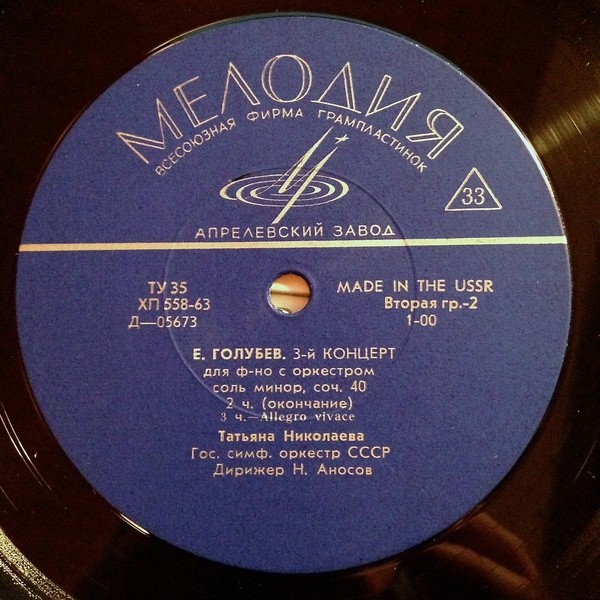 МЕЛОДИЯ
ВСЕСОЮЗНАЯ ФИРМА ГРАМПЛАСТИНОК
33
АПРЕЛЕВСКИЙ ЗАВОД
ТУ 35
ХП 558-63
Д—05673
MADE IN THE USSR
Вторая гр.-2
1-00
Е. ГОЛУБЕВ. 3-й КОНЦЕРТ
для ф-но с оркестром
соль минор, соч. 40
2 ч. (окончание)
3 ч.—Allegro vivace
Татьяна Николаева
Гос. симф. оркестр СССР
Дирижер Н. Аносов